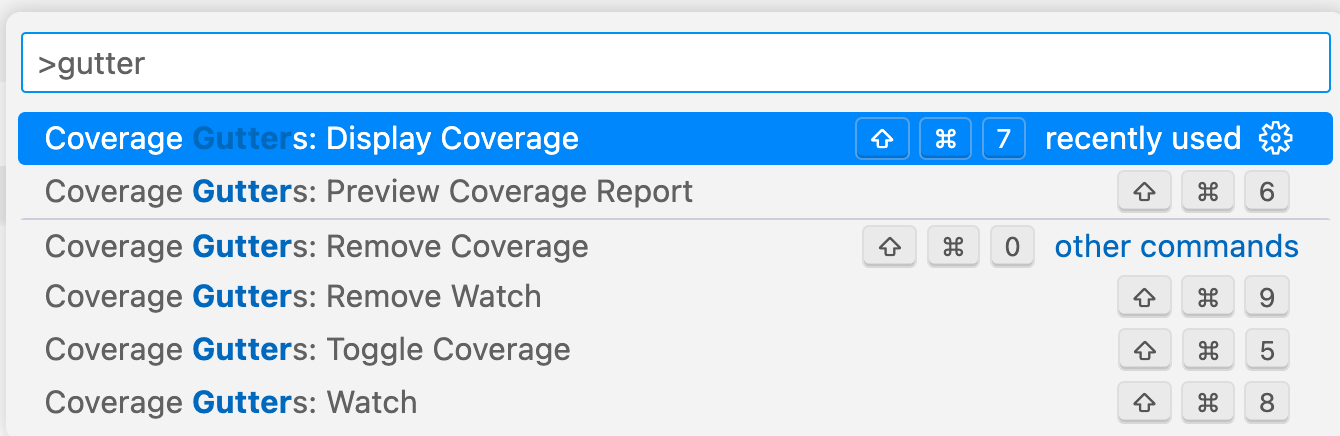 >gutter
Coverage Gutters: Display Coverage ⇧ ⌘ 7 recently used
Coverage Gutters: Preview Coverage Report ⇧ ⌘ 6
Coverage Gutters: Remove Coverage ⇧ ⌘ 0 other commands
Coverage Gutters: Remove Watch ⇧ ⌘ 9
Coverage Gutters: Toggle Coverage ⇧ ⌘ 5
Coverage Gutters: Watch ⇧ ⌘ 8